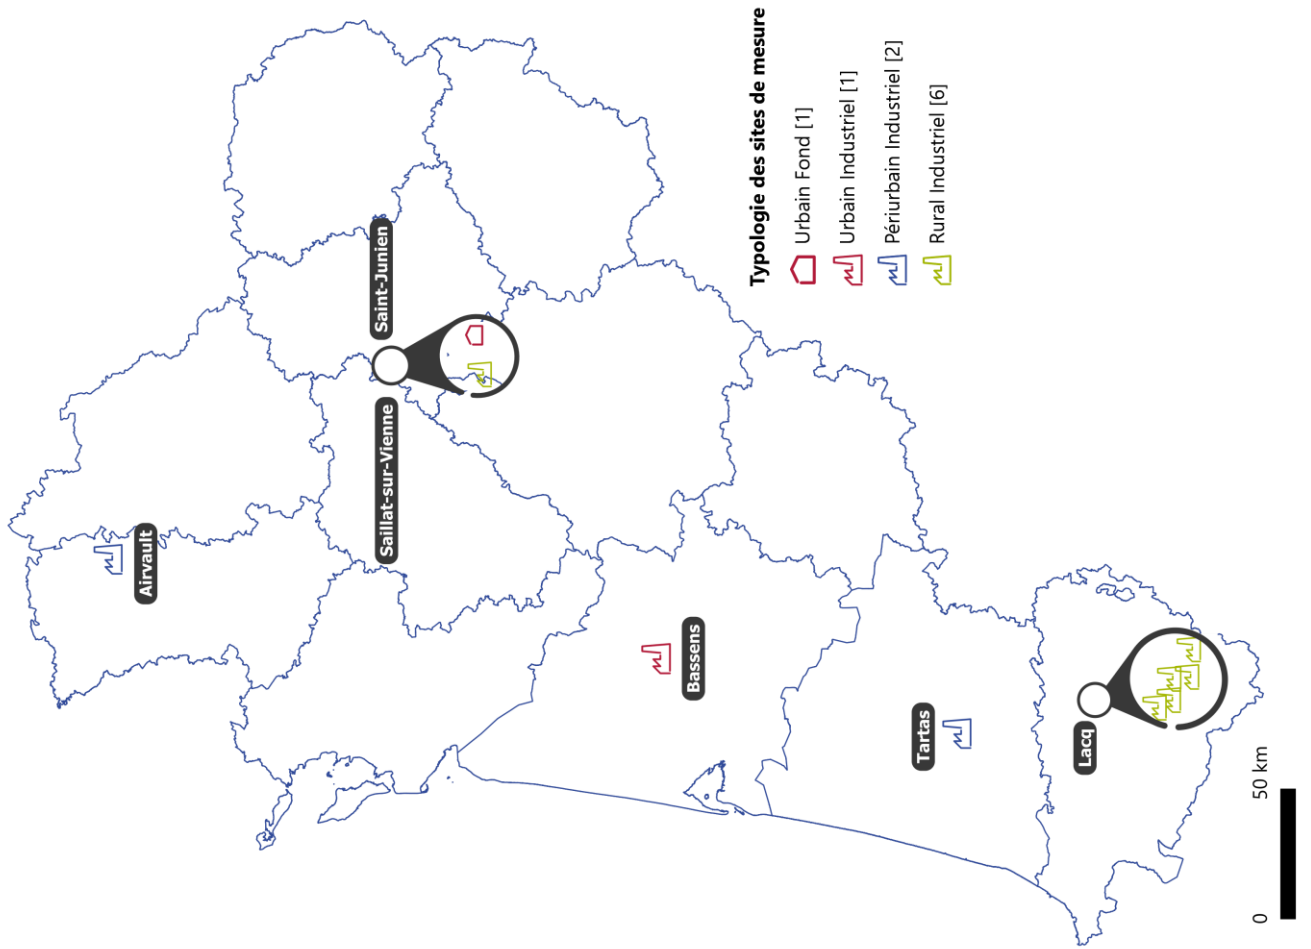 Airvault
Saint-Junien
Saillat-sur-Vienne
Bassens
Tartas
Lacq
Typologie des sites de mesure
Urbain Fond [1]
Urbain Industriel [1]
Périurbain Industriel [2]
Rural Industriel [6]
0 50 km